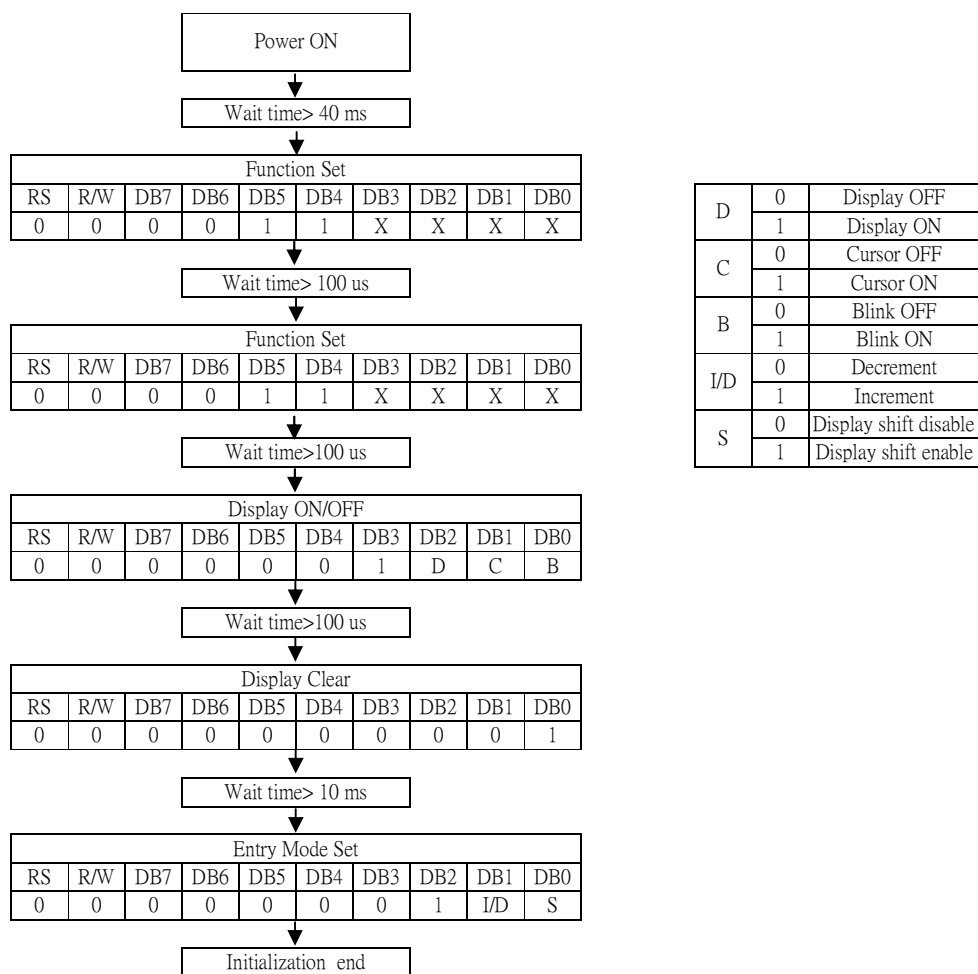 Power ON
Wait time> 40 ms
Function Set
RS R/W DB7 DB6 DB5 DB4 DB3 DB2 DB1 DB0
0 0 0 0 1 1 X X X X
Wait time> 100 us
Function Set
RS R/W DB7 DB6 DB5 DB4 DB3 DB2 DB1 DB0
0 0 0 0 1 1 X X X X
Wait time>100 us
Display ON/OFF
RS R/W DB7 DB6 DB5 DB4 DB3 DB2 DB1 DB0
0 0 0 0 0 0 1 D C B
Wait time>100 us
Display Clear
RS R/W DB7 DB6 DB5 DB4 DB3 DB2 DB1 DB0
0 0 0 0 0 0 0 0 0 1
Wait time> 10 ms
Entry Mode Set
RS R/W DB7 DB6 DB5 DB4 DB3 DB2 DB1 DB0
0 0 0 0 0 0 0 1 I/D S
Initialization end
D 0 Display OFF
1 Display ON
C 0 Cursor OFF
1 Cursor ON
B 0 Blink OFF
1 Blink ON
I/D 0 Decrement
1 Increment
S 0 Display shift disable
1 Display shift enable